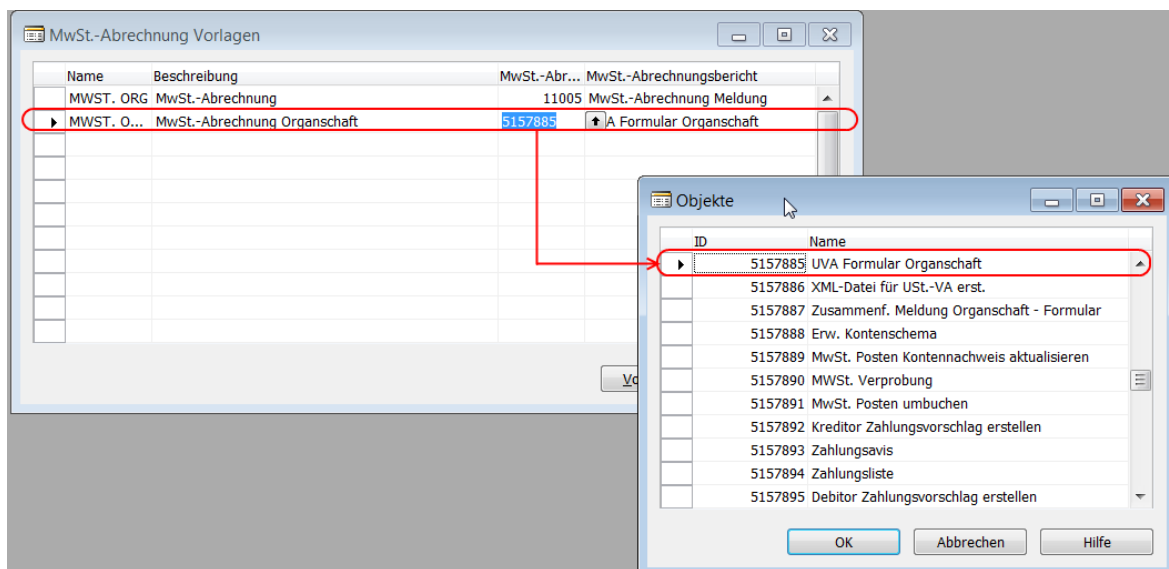 MwSt.-Abrechnung Vorlagen
Name Beschreibung MwSt.-Abr... MwSt.-Abrechnungsbericht
MWST. ORG MwSt.-Abrechnung 11005 MwSt.-Abrechnung Meldung
MWST. O... MwSt.-Abrechnung Organschaft 5157885 A Formular Organschaft
Vo
Objekte
ID Name
5157885 UVA Formular Organschaft
5157886 XML-Datei für USt.-VA erst.
5157887 Zusammenf. Meldung Organschaft - Formular
5157888 Erw. Kontenschema
5157889 MwSt. Posten Kontennachweis aktualisieren
5157890 MWSt. Verprobung
5157891 MwSt. Posten umbuchen
5157892 Kreditor Zahlungsvorschlag erstellen
5157893 Zahlungsavis
5157894 Zahlungsliste
5157895 Debitor Zahlungsvorschlag erstellen
OK Abbrechen Hilfe